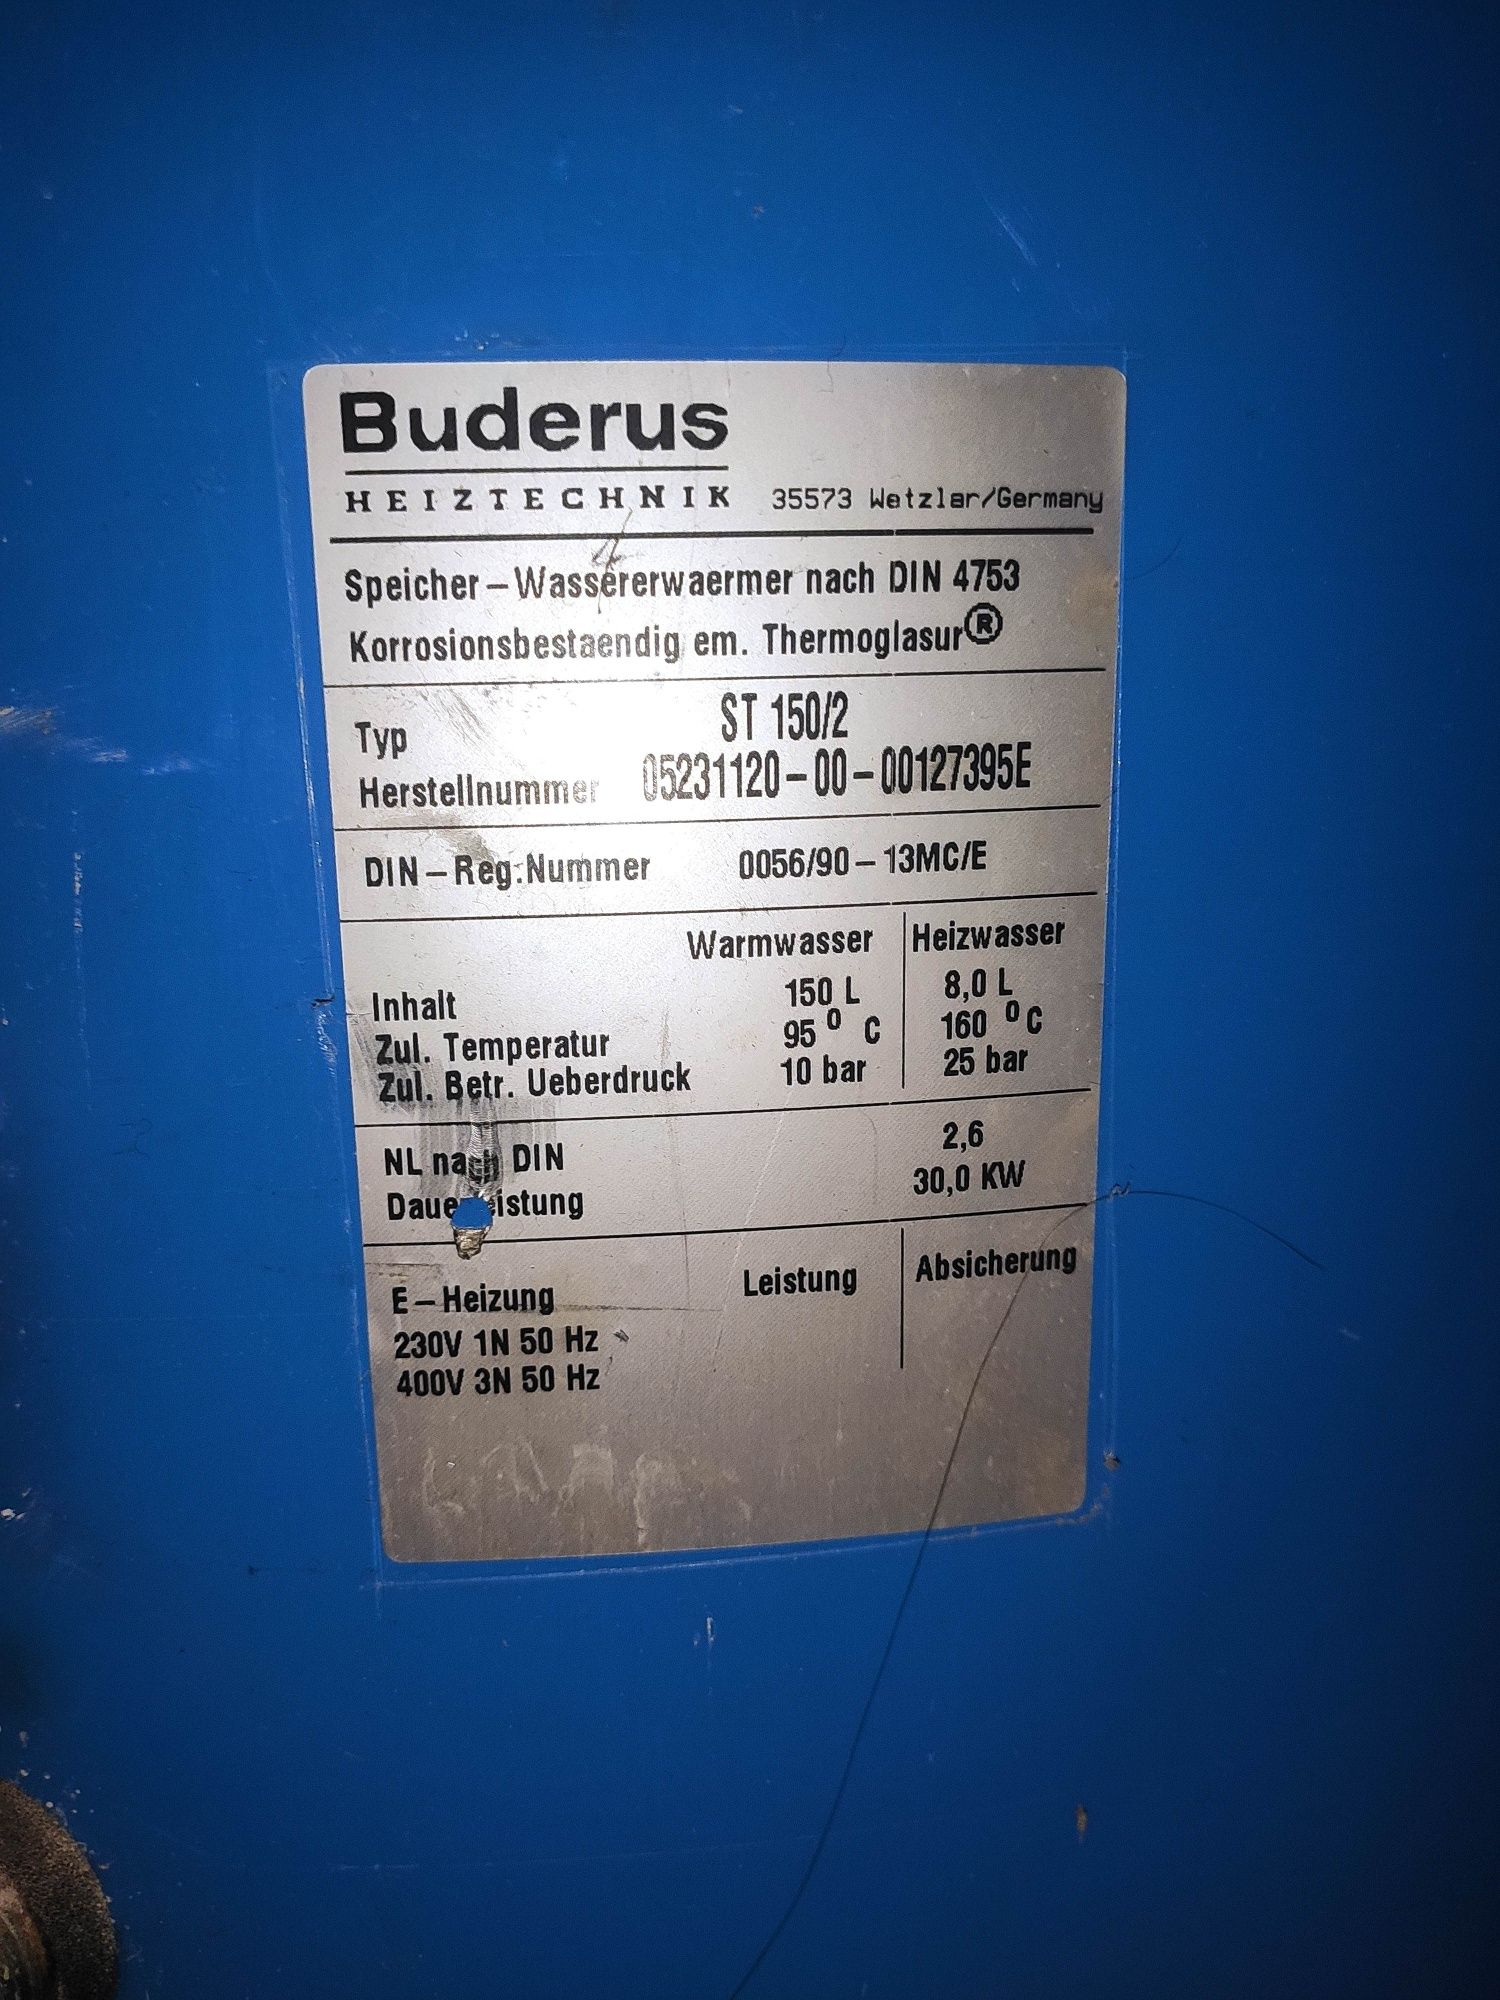 Buderus
HEIZTECHNIK 35573 Wetzlar/Germany
Speicher-Wassererwaermer nach DIN 4753
Korrosionsbestaendig em. Thermoglasur®
Typ ST 150/2
Herstellnummer 05231120-00-00127395E
DIN-Reg.Nummer 0056/90-13MC/E
Warmwasser Heizwasser
Inhalt 150 L 8,0 L
Zul. Temperatur 95 °C 160 °C
Zul. Betr. Ueberdruck 10 bar 25 bar
NL nach DIN 2,6
Dauerleistung 30,0 KW
E-Heizung Leistung Absicherung
230V 1N 50 Hz
400V 3N 50 Hz